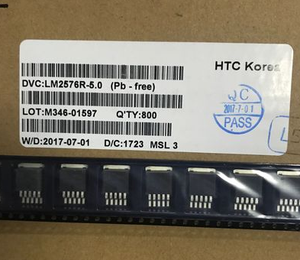 HTC Korea
DVC:LM2576R-5.0 (Pb - free)
LOT:M346-01597 Q'TY:800
W/D:2017-07-01 D/C:1723 MSL 3
QC
2017-7-01
PASS